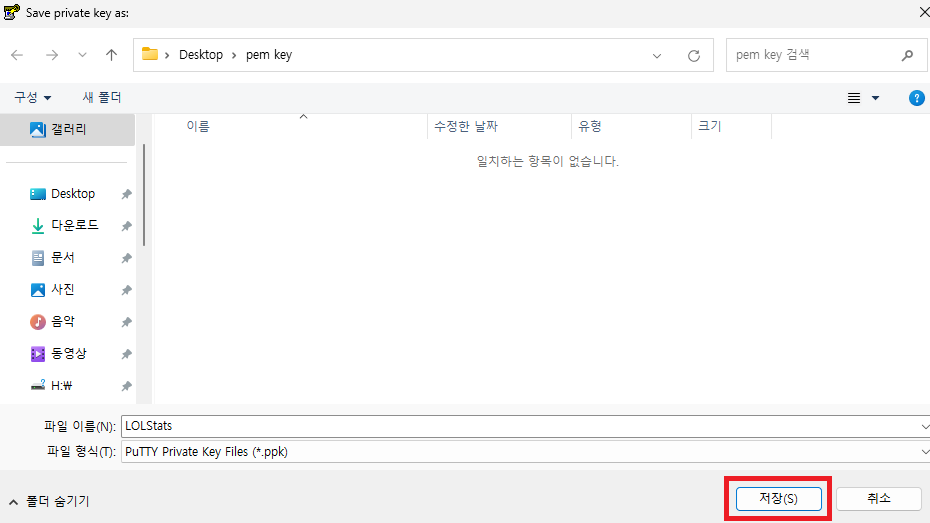 Save private key as:
Desktop > pem key
pem key 검색
구성 새 폴더
갤러리
이름 수정한 날짜 유형 크기
일치하는 항목이 없습니다.
Desktop
다운로드
문서
사진
음악
동영상
H:₩
파일 이름(N): LOLStats
파일 형식(T): PuTTY Private Key Files (*.ppk)
폴더 숨기기
저장(S) 취소